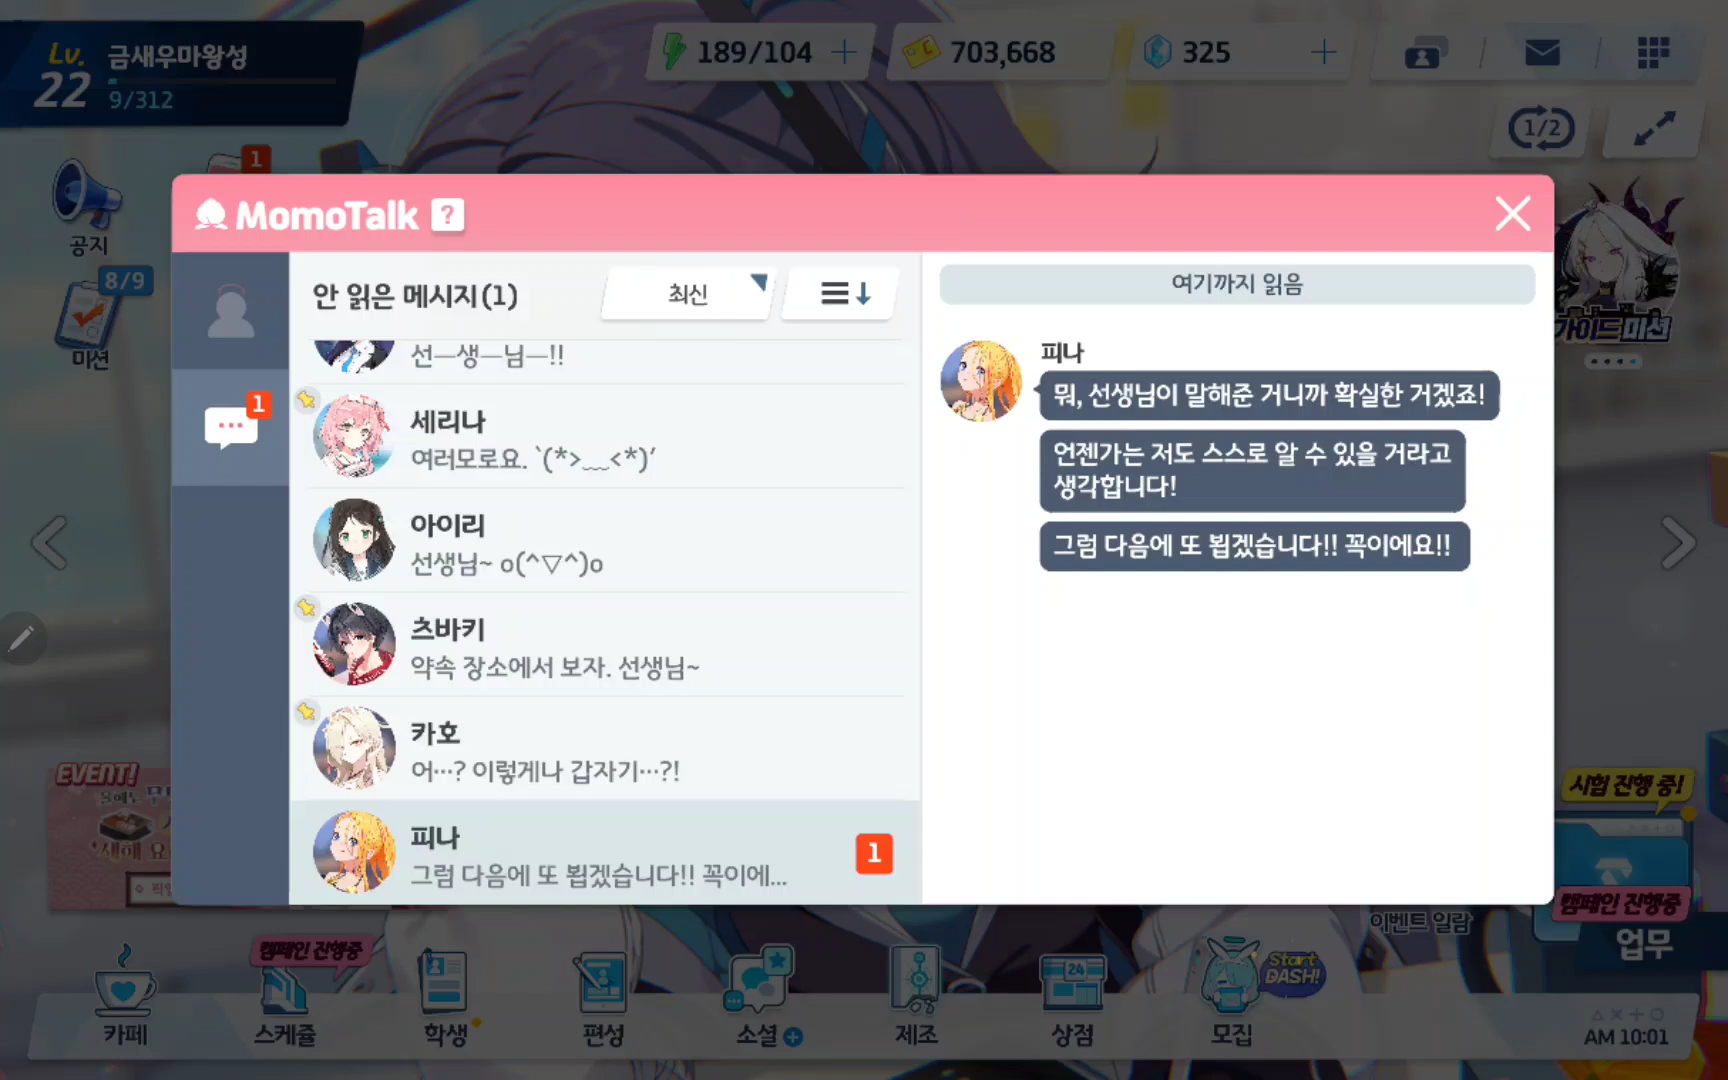 Lv. 22
금새우마왕성
9/312
189/104
703,668
325
1/2
공지
1
8/9
미션
가이드미션
MomoTalk ?
1
안 읽은 메시지(1)
최신
선—생—님—!!
세리나
여러모로요. `(*>﹏<*)′
아이리
선생님~ o(^▽^)o
츠바키
약속 장소에서 보자. 선생님~
카호
어…? 이렇게나 갑자기…?!
피나
그럼 다음에 또 뵙겠습니다!! 꼭이에...
1
여기까지 읽음
피나
뭐, 선생님이 말해준 거니까 확실한 거겠죠!
언젠가는 저도 스스로 알 수 있을 거라고
생각합니다!
그럼 다음에 또 뵙겠습니다!! 꼭이에요!!
EVENT!
시험 진행 중!
캠페인 진행중
이벤트 일람
업무
캠페인 진행중
24
Start
DASH!
카페
스케줄
학생
편성
소셜
제조
상점
모집
AM 10:01